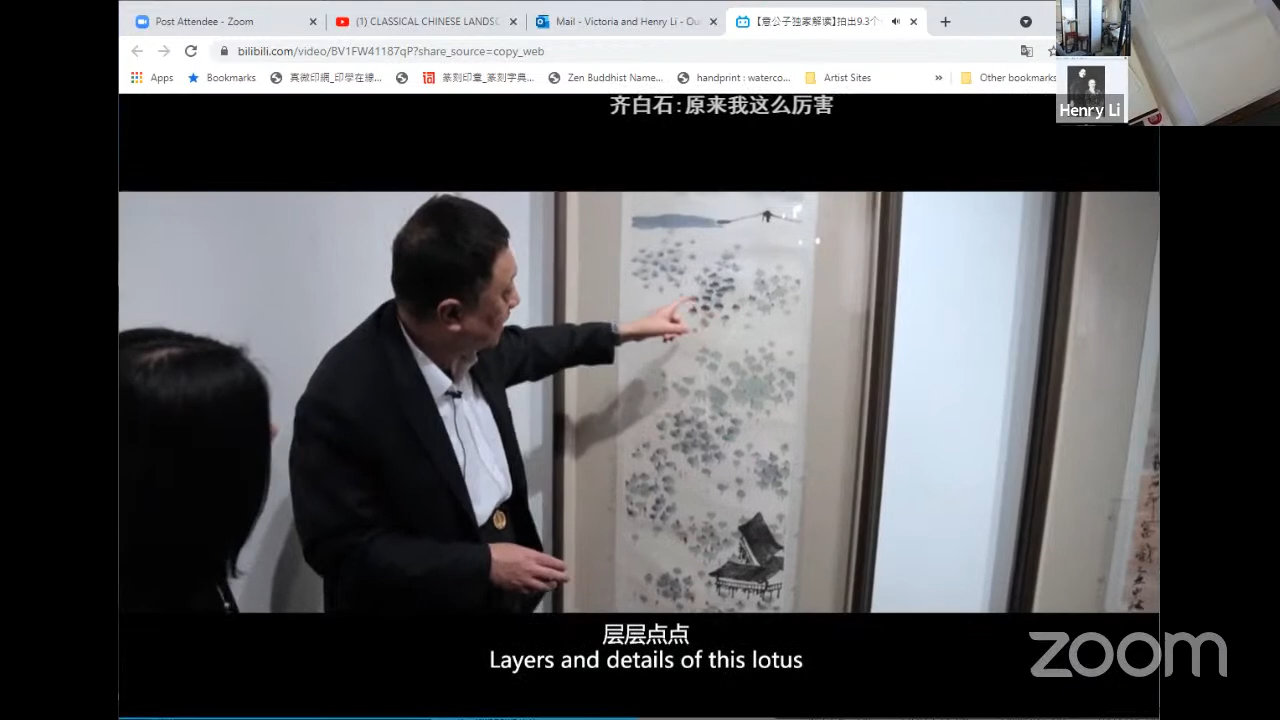 Post Attendee - Zoom
(1) CLASSICAL CHINESE LANDS
Mail - Victoria and Henry Li - Ou
【意公子独家解读】拍出9.3个
bilibili.com/video/BV1FW41187qP?share_source=copy_web
Apps
Bookmarks
真微印網_印學在
篆刻印章_篆刻字典...
Zen Buddhist Name...
handprint : waterco...
Artist Sites
»
Other bookmarks
Henry Li
齐白石:原来我这么厉害
层层点点
Layers and details of this lotus
zoom